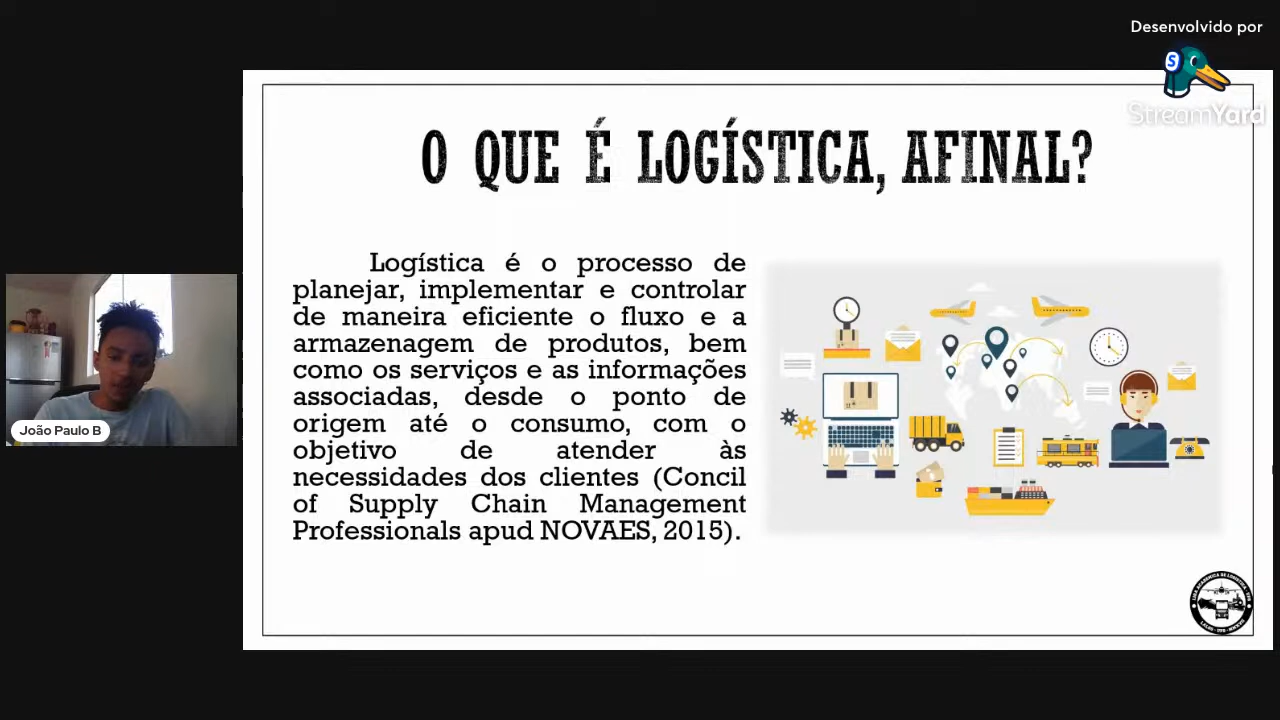 Desenvolvido por
StreamYard
O QUE É LOGÍSTICA, AFINAL?
Logística é o processo de
planejar, implementar e controlar
de maneira eficiente o fluxo e a
armazenagem de produtos, bem
como os serviços e as informações
associadas, desde o ponto de
origem até o consumo, com o
objetivo de atender às
necessidades dos clientes (Concil
of Supply Chain Management
Professionals apud NOVAES, 2015).
João Paulo B